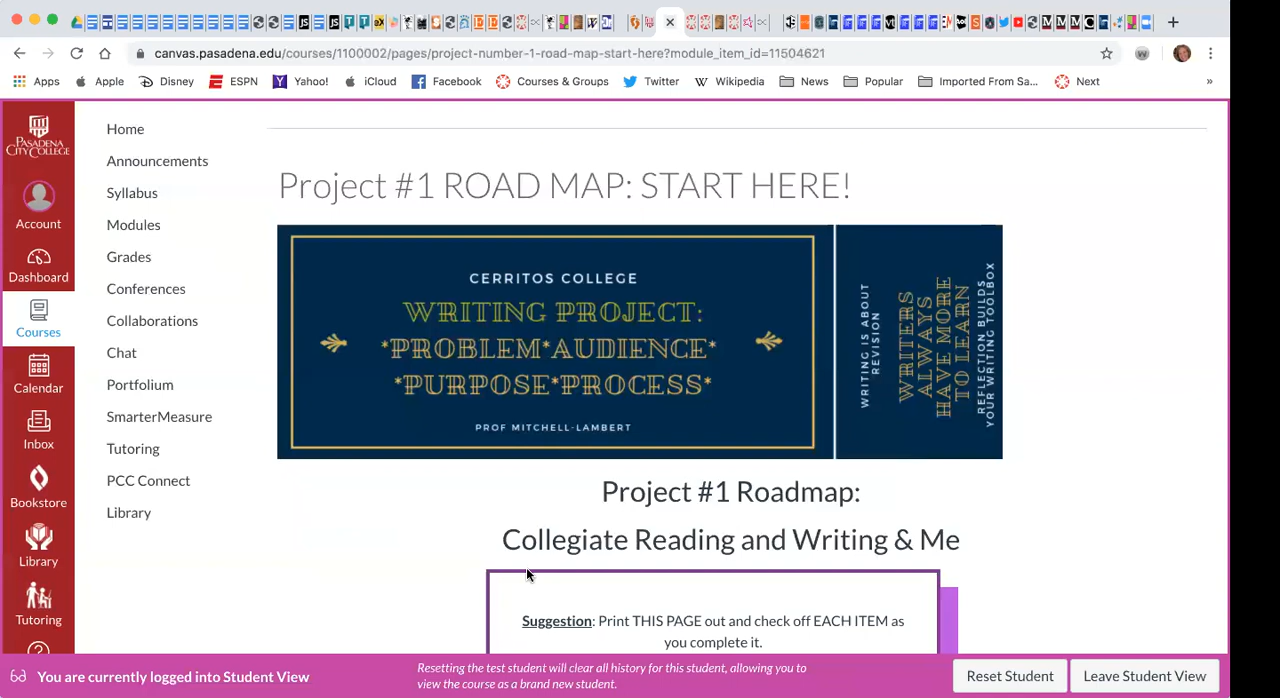 canvas.pasadena.edu/courses/1100002/pages/project-number-1-road-map-start-here?module_item_id=11504621
Apps Apple Disney ESPN Yahoo! iCloud Facebook Courses & Groups Twitter Wikipedia News Popular Imported From Sa... Next »
PASADENA
CITY COLLEGE
Account
Dashboard
Courses
Calendar
Inbox
Bookstore
Library
Tutoring
Home
Announcements
Syllabus
Modules
Grades
Conferences
Collaborations
Chat
Portfolium
SmarterMeasure
Tutoring
PCC Connect
Library
Project #1 ROAD MAP: START HERE!
CERRITOS COLLEGE
WRITING PROJECT:
*PROBLEM*AUDIENCE*
*PURPOSE*PROCESS*
PROF MITCHELL-LAMBERT
WRITING IS ABOUT
REVISION
WRITERS
ALWAYS
HAVE MORE
TO LEARN
REFLECTION BUILDS
YOUR WRITING TOOLBOX
Project #1 Roadmap:
Collegiate Reading and Writing & Me
Suggestion: Print THIS PAGE out and check off EACH ITEM as
you complete it.
You are currently logged into Student View
Resetting the test student will clear all history for this student, allowing you to
view the course as a brand new student.
Reset Student
Leave Student View